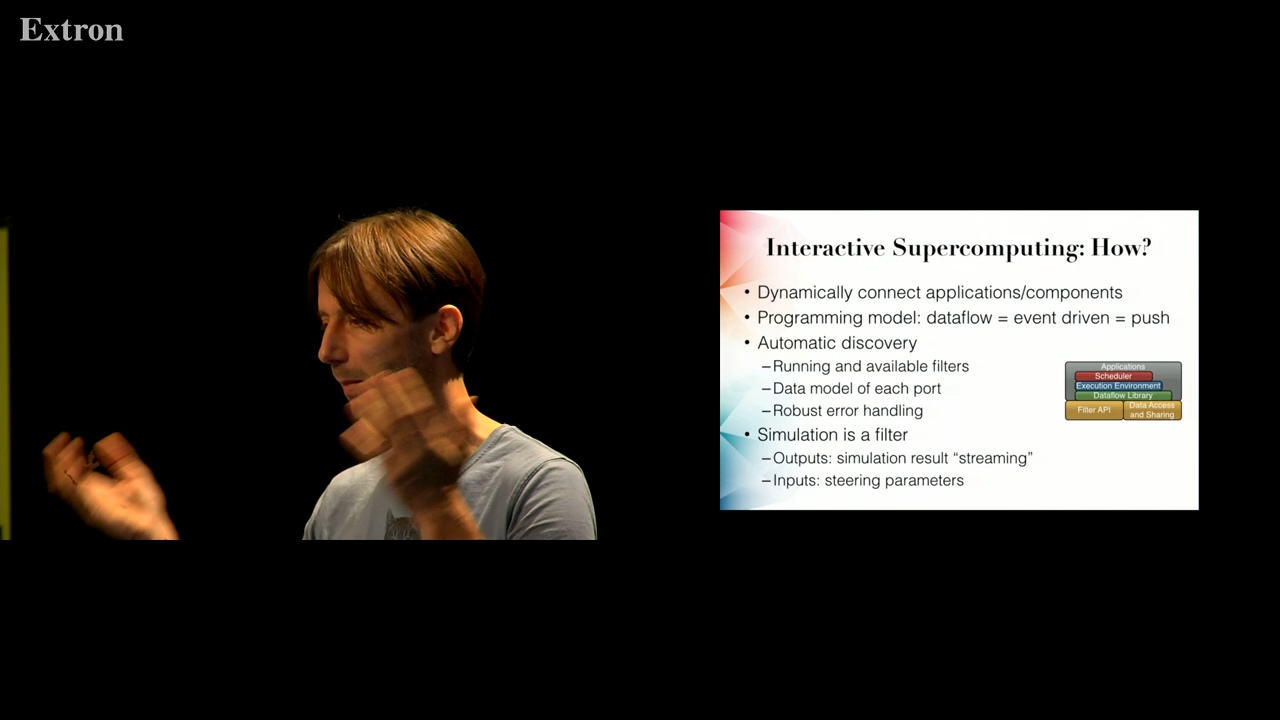 Extron
Interactive Supercomputing: How?
• Dynamically connect applications/components
• Programming model: dataflow = event driven = push
• Automatic discovery
–Running and available filters
–Data model of each port
–Robust error handling
• Simulation is a filter
–Outputs: simulation result “streaming”
–Inputs: steering parameters
Applications
Scheduler
Execution Environment
Dataflow Library
Filter API
Data Access
and Sharing